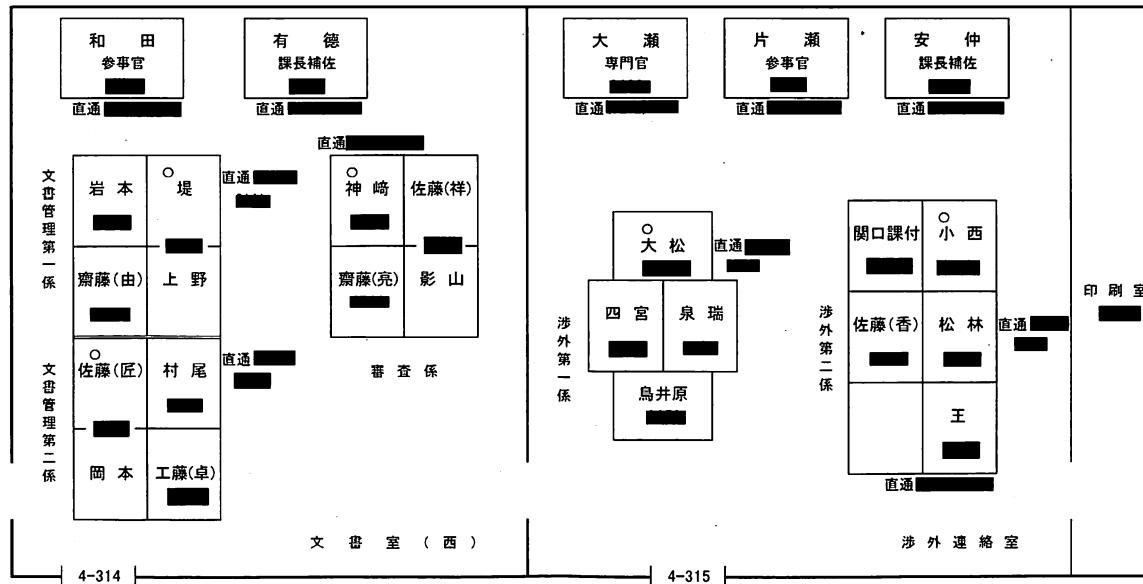 和田
参事官
直通
有徳
課長補佐
直通
大瀬
専門官
直通
片瀬
参事官
直通
安仲
課長補佐
直通
文書管理第一係
岩本
○
堤
直通
齋藤(由)
上野
文書管理第二係
○
佐藤(匠)
村尾
直通
岡本
工藤(卓)
直通
○
神﨑
佐藤(祥)
齋藤(亮)
影山
審査係
文書室(西)
4-314
渉外第一係
○
大松
直通
四宮
泉瑞
鳥井原
渉外第二係
関口課付
○
小西
佐藤(香)
松林
直通
王
直通
渉外連絡室
4-315
印刷室